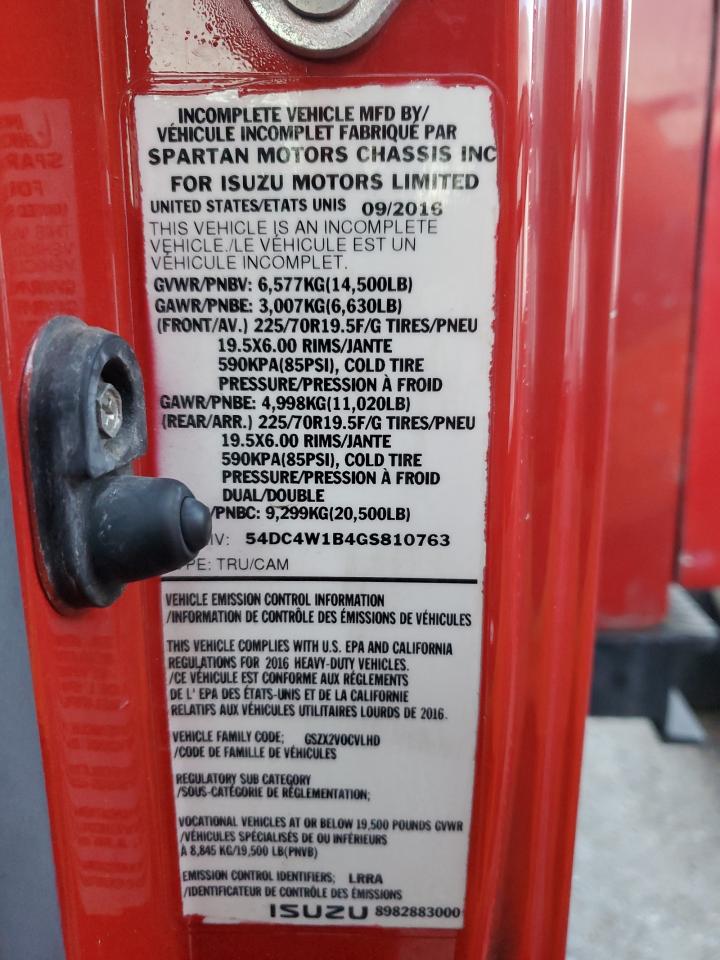 INCOMPLETE VEHICLE MFD BY/
VÉHICULE INCOMPLET FABRIQUÉ PAR
SPARTAN MOTORS CHASSIS INC
FOR ISUZU MOTORS LIMITED
UNITED STATES/ETATS UNIS 09/2016
THIS VEHICLE IS AN INCOMPLETE
VEHICLE./LE VÉHICULE EST UN
VÉHICULE INCOMPLET.
GVWR/PNBV: 6,577KG(14,500LB)
GAWR/PNBE: 3,007KG(6,630LB)
(FRONT/AV.) 225/70R19.5F/G TIRES/PNEU
19.5X6.00 RIMS/JANTE
590KPA(85PSI), COLD TIRE
PRESSURE/PRESSION À FROID
GAWR/PNBE: 4,998KG(11,020LB)
(REAR/ARR.) 225/70R19.5F/G TIRES/PNEU
19.5X6.00 RIMS/JANTE
590KPA(85PSI), COLD TIRE
PRESSURE/PRESSION À FROID
DUAL/DOUBLE
/PNBC: 9,299KG(20,500LB)
IV: 54DC4W1B4GS810763
PE: TRU/CAM
VEHICLE EMISSION CONTROL INFORMATION
/INFORMATION DE CONTRÔLE DES ÉMISSIONS DE VÉHICULES
THIS VEHICLE COMPLIES WITH U.S. EPA AND CALIFORNIA
REGULATIONS FOR 2016 HEAVY-DUTY VEHICLES.
/CE VÉHICULE EST CONFORME AUX RÈGLEMENTS
DE L' EPA DES ÉTATS-UNIS ET DE LA CALIFORNIE
RELATIFS AUX VÉHICULES UTILITAIRES LOURDS DE 2016.
VEHICLE FAMILY CODE; GSZX2VOCVLHD
/CODE DE FAMILLE DE VÉHICULES
REGULATORY SUB CATEGORY
/SOUS-CATÉGORIE DE RÉGLEMENTATION;
VOCATIONAL VEHICLES AT OR BELOW 19,500 POUNDS GVWR
/VÉHICULES SPÉCIALISÉS DE OU INFÉRIEURS
À 8,845 KG/19,500 LB(PNVB)
EMISSION CONTROL IDENTIFIERS; LRRA
/IDENTIFICATEUR DE CONTRÔLE DES ÉMISSIONS
ISUZU 8982883000